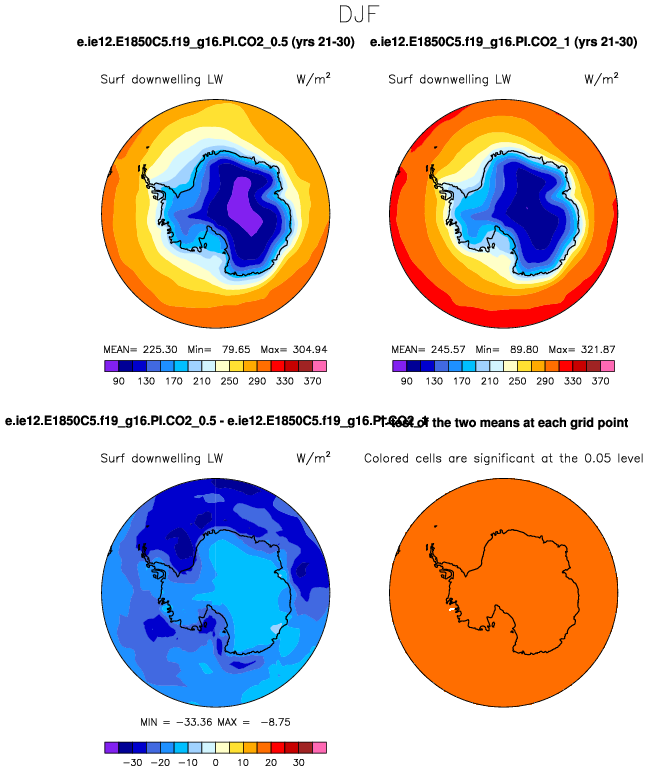 DJF
e.ie12.E1850C5.f19_g16.PI.CO2_0.5 (yrs 21-30)
e.ie12.E1850C5.f19_g16.PI.CO2_1 (yrs 21-30)
Surf downwelling LW W/m²
Surf downwelling LW W/m²
MEAN= 225.30 Min= 79.65 Max= 304.94
MEAN= 245.57 Min= 89.80 Max= 321.87
90 130 170 210 250 290 330 370
90 130 170 210 250 290 330 370
e.ie12.E1850C5.f19_g16.PI.CO2_0.5 - e.ie12.E1850C5.f19_g16.PI.CO2_1
T-test of the two means at each grid point
Surf downwelling LW W/m²
Colored cells are significant at the 0.05 level
MIN = −33.36 MAX = −8.75
−30 −20 −10 0 10 20 30